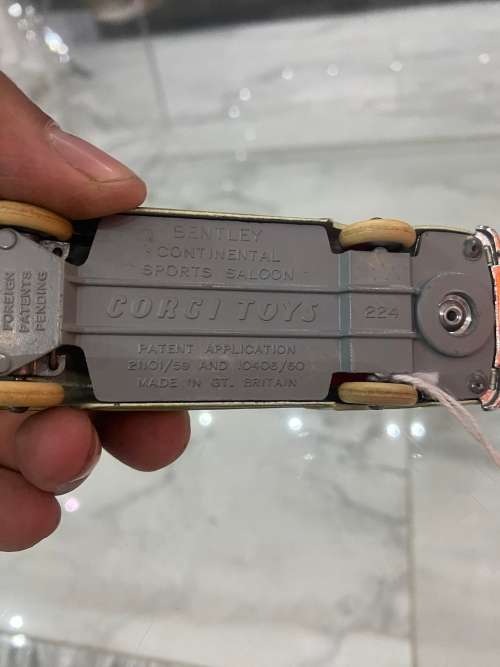 FOREIGN
PATENTS
PENDING
BENTLEY
CONTINENTAL
SPORTS SALOON
CORGI TOYS
224
PATENT APPLICATION
21101/59 AND 10406/60
MADE IN GT. BRITAIN